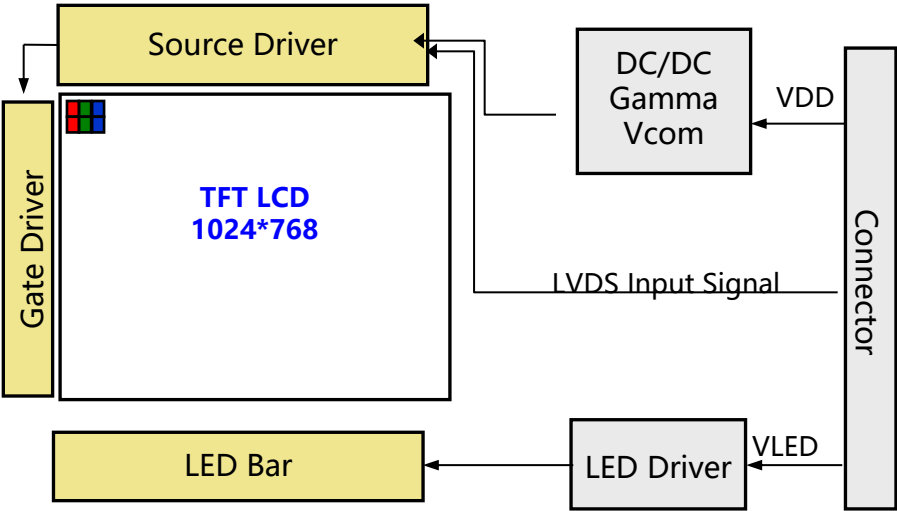 Source Driver
DC/DC
Gamma
Vcom
VDD
Gate Driver
TFT LCD
1024*768
Connector
LVDS Input Signal
LED Bar
LED Driver
VLED